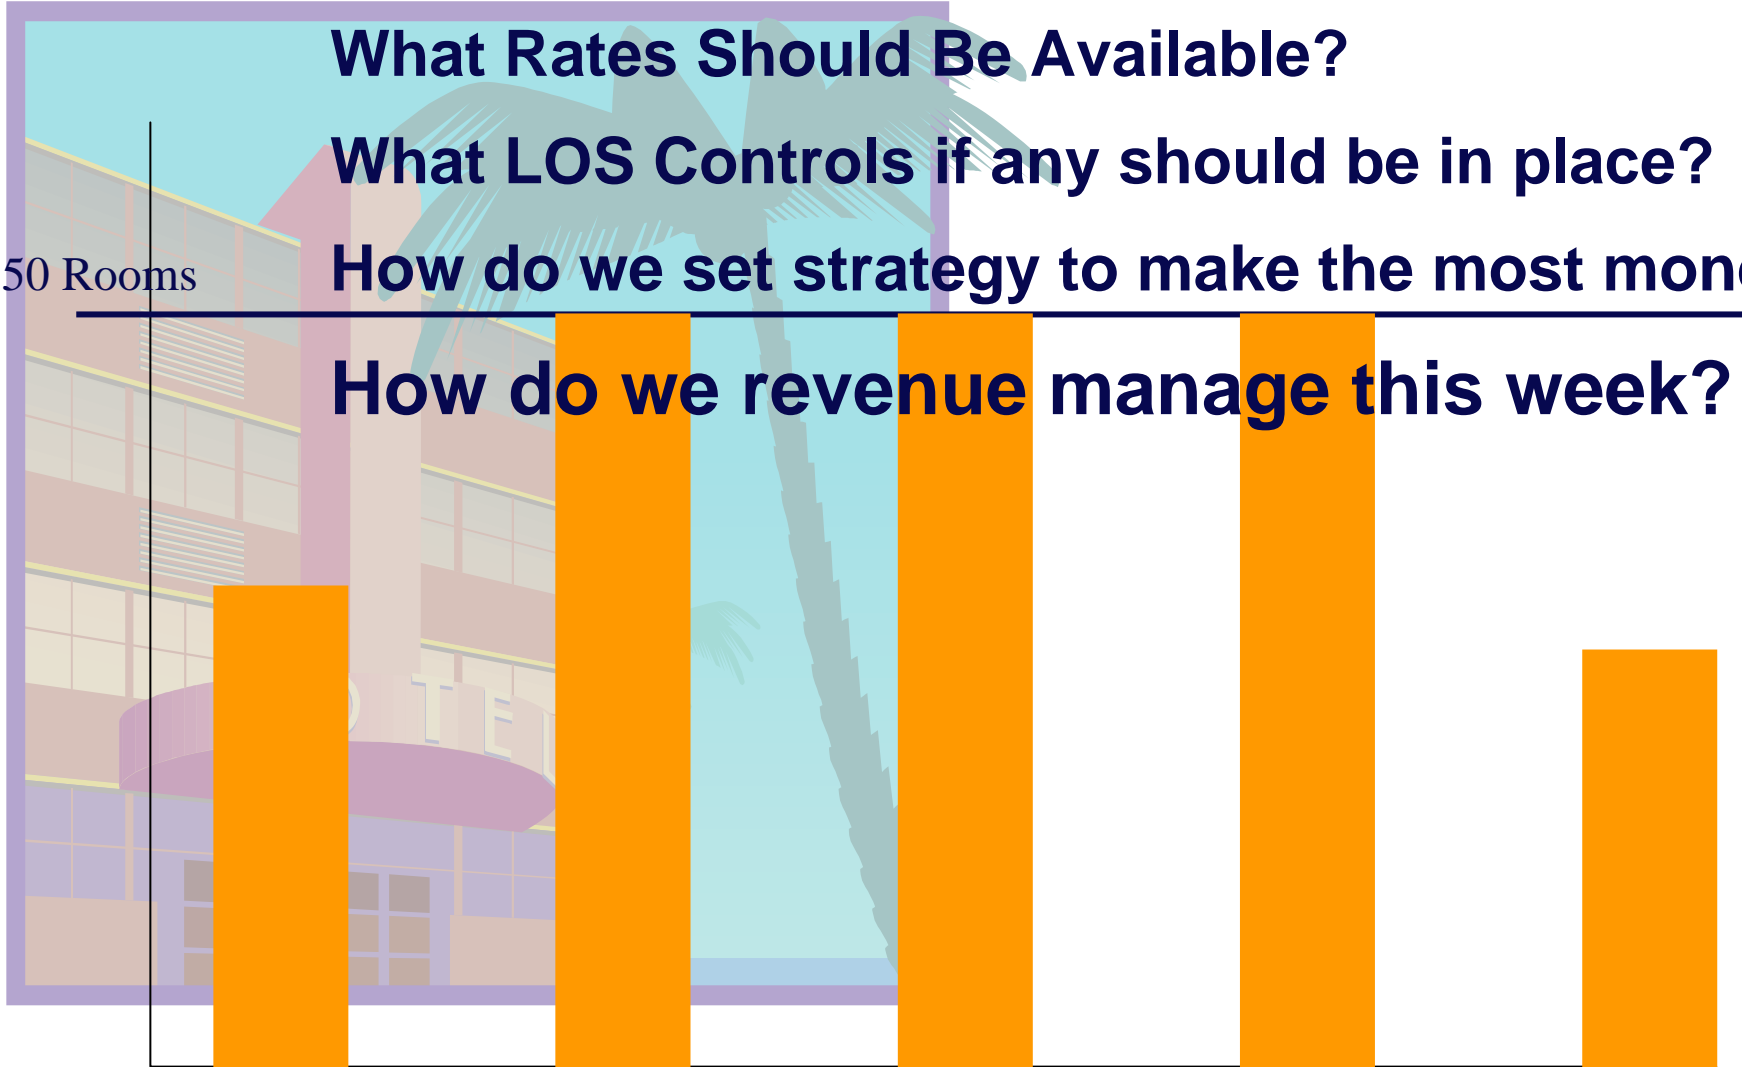 What Rates Should Be Available?
What LOS Controls if any should be in place?
50 Rooms
How do we set strategy to make the most
How do we revenue manage this week?